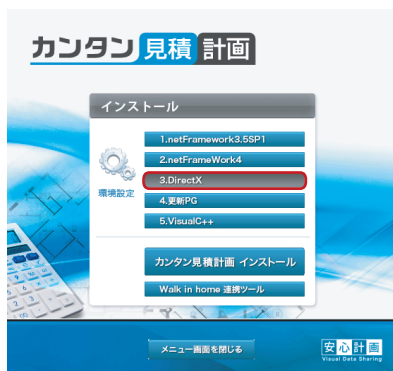 カンタン見積計画
インストール
環境設定
1.netFramework3.5SP1
2.netFrameWork4
3.DirectX
4.更新PG
5.VisualC++
カンタン見積計画 インストール
Walk in home 連携ツール
メニュー画面を閉じる
安心計画
Visual Data Sharing